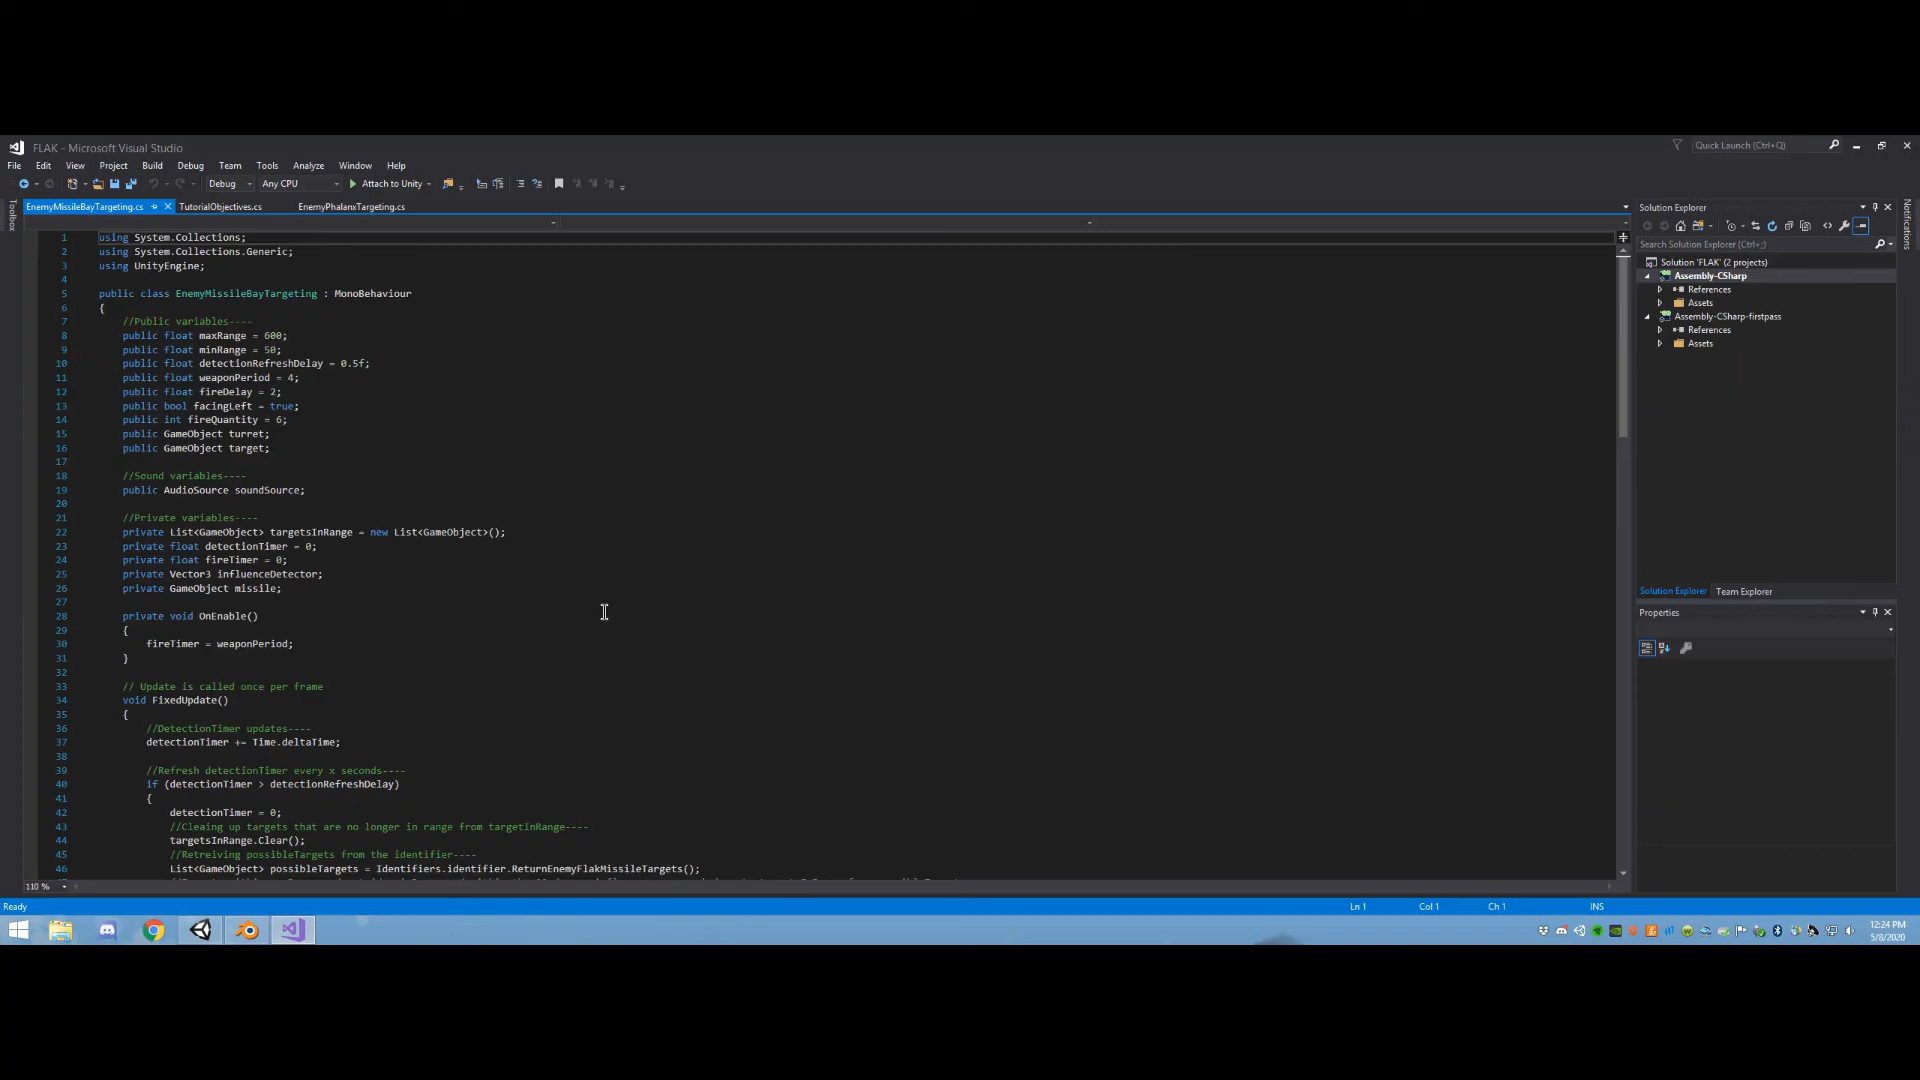 FLAK - Microsoft Visual Studio
Quick Launch (Ctrl+Q)
File Edit View Project Build Debug Team Tools Analyze Window Help
Debug Any CPU Attach to Unity
Toolbox
EnemyMissileBayTargeting.cs TutorialObjectives.cs EnemyPhalanxTargeting.cs
1 using System.Collections;
2 using System.Collections.Generic;
3 using UnityEngine;
4
5 public class EnemyMissileBayTargeting : MonoBehaviour
6 {
7 //Public variables----
8 public float maxRange = 600;
9 public float minRange = 50;
10 public float detectionRefreshDelay = 0.5f;
11 public float weaponPeriod = 4;
12 public float fireDelay = 2;
13 public bool facingLeft = true;
14 public int fireQuantity = 6;
15 public GameObject turret;
16 public GameObject target;
17
18 //Sound variables----
19 public AudioSource soundSource;
20
21 //Private variables----
22 private List<GameObject> targetsInRange = new List<GameObject>();
23 private float detectionTimer = 0;
24 private float fireTimer = 0;
25 private Vector3 influenceDetector;
26 private GameObject missile;
27
28 private void OnEnable()
29 {
30 fireTimer = weaponPeriod;
31 }
32
33 // Update is called once per frame
34 void FixedUpdate()
35 {
36 //DetectionTimer updates----
37 detectionTimer += Time.deltaTime;
38
39 //Refresh detectionTimer every x seconds----
40 if (detectionTimer > detectionRefreshDelay)
41 {
42 detectionTimer = 0;
43 //Cleaing up targets that are no longer in range from targetInRange----
44 targetsInRange.Clear();
45 //Retreiving possibleTargets from the identifier----
46 List<GameObject> possibleTargets = Identifiers.identifier.ReturnEnemyFlakMissileTargets();
110 %
Solution Explorer
Search Solution Explorer (Ctrl+;)
Solution 'FLAK' (2 projects)
Assembly-CSharp
References
Assets
Assembly-CSharp-firstpass
References
Assets
Solution Explorer Team Explorer
Properties
Notifications
Ready Ln 1 Col 1 Ch 1 INS
12:24 PM
5/8/2020